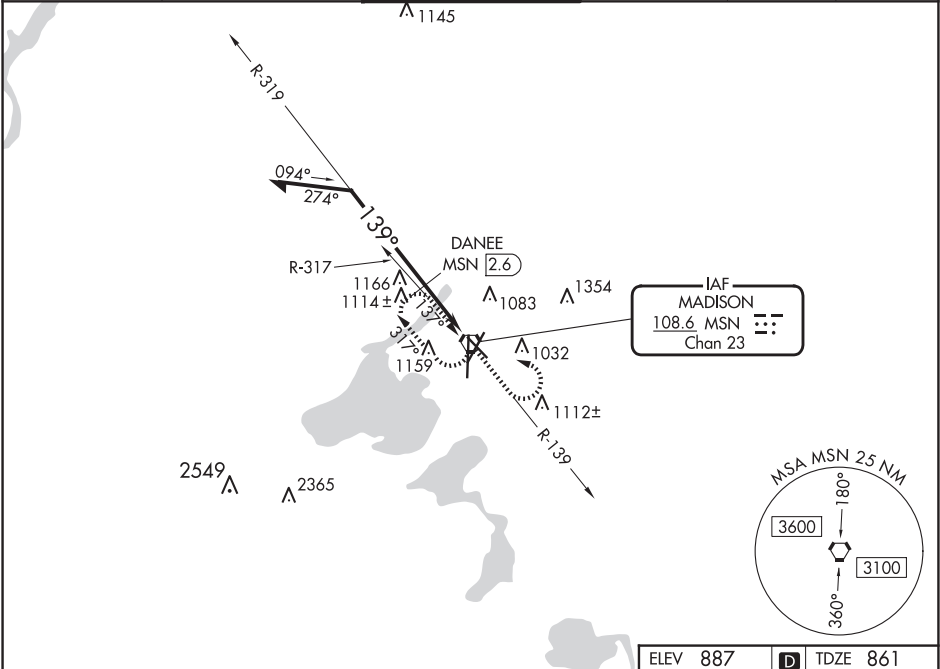 1145
R-319
094°
274°
139°
DANEE
MSN 2.6
R-317
1166
1114±
137°
1083
1354
317°
1159
1032
1112±
R-139
IAF
MADISON
108.6 MSN
Chan 23
2549
2365
MSA MSN 25 NM
180°
3600
3100
360°
ELEV 887 D TDZE 861